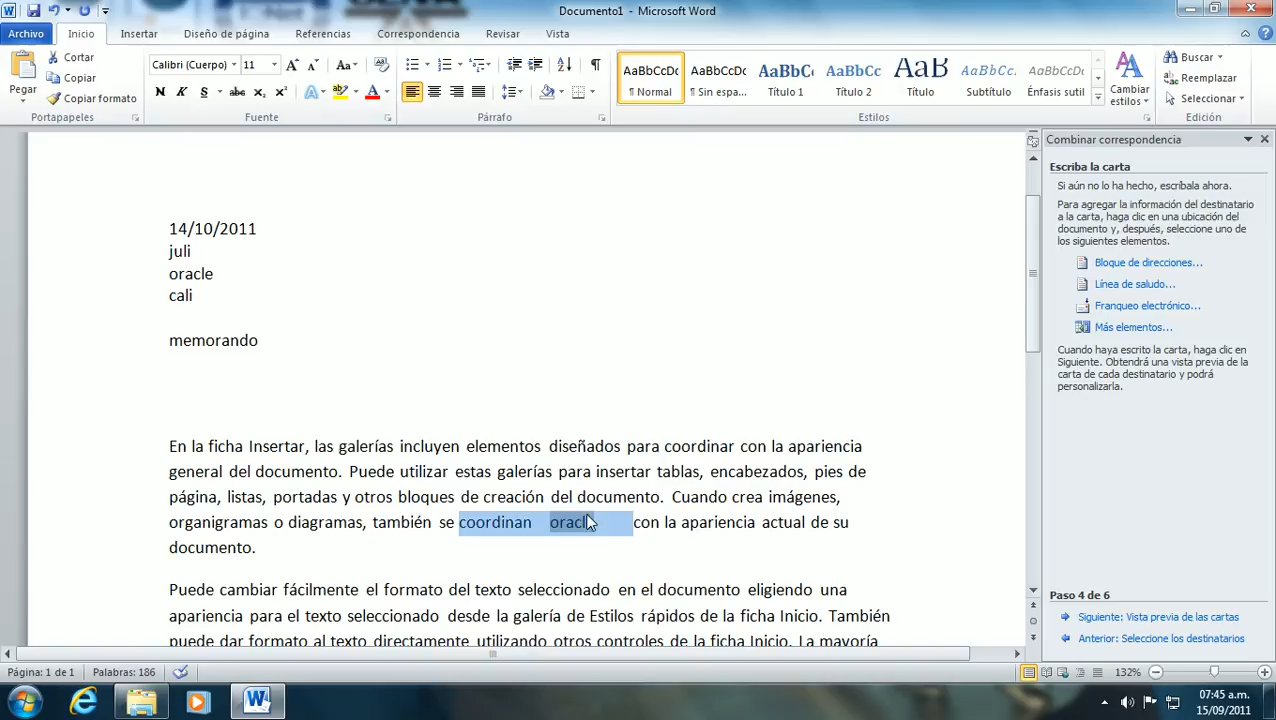 Documento1 - Microsoft Word
Archivo Inicio Insertar Diseño de página Referencias Correspondencia Revisar Vista
Pegar
Cortar
Copiar
Copiar formato
Portapapeles
Calibri (Cuerpo) 11
Fuente
Párrafo
AaBbCcDc AaBbCcDc AaBbC AaBbCc AaB AaBbCc. AaBbCcDc
¶ Normal ¶ Sin espa... Título 1 Título 2 Título Subtítulo Énfasis sutil
Cambiar estilos
Estilos
Buscar
Reemplazar
Seleccionar
Edición
14/10/2011
juli
oracle
cali
memorando
En la ficha Insertar, las galerías incluyen elementos diseñados para coordinar con la apariencia
general del documento. Puede utilizar estas galerías para insertar tablas, encabezados, pies de
página, listas, portadas y otros bloques de creación del documento. Cuando crea imágenes,
organigramas o diagramas, también se coordinan oracle con la apariencia actual de su
documento.
Puede cambiar fácilmente el formato del texto seleccionado en el documento eligiendo una
apariencia para el texto seleccionado desde la galería de Estilos rápidos de la ficha Inicio. También
puede dar formato al texto directamente utilizando otros controles de la ficha Inicio. La mayoría
Combinar correspondencia
Escriba la carta
Si aún no lo ha hecho, escríbala ahora.
Para agregar la información del destinatario
a la carta, haga clic en una ubicación del
documento y, después, seleccione uno de
los siguientes elementos.
Bloque de direcciones...
Línea de saludo...
Franqueo electrónico...
Más elementos...
Cuando haya escrito la carta, haga clic en
Siguiente. Obtendrá una vista previa de la
carta de cada destinatario y podrá
personalizarla.
Paso 4 de 6
Siguiente: Vista previa de las cartas
Anterior: Seleccione los destinatarios
Página: 1 de 1 Palabras: 186 132%
07:45 a.m.
15/09/2011